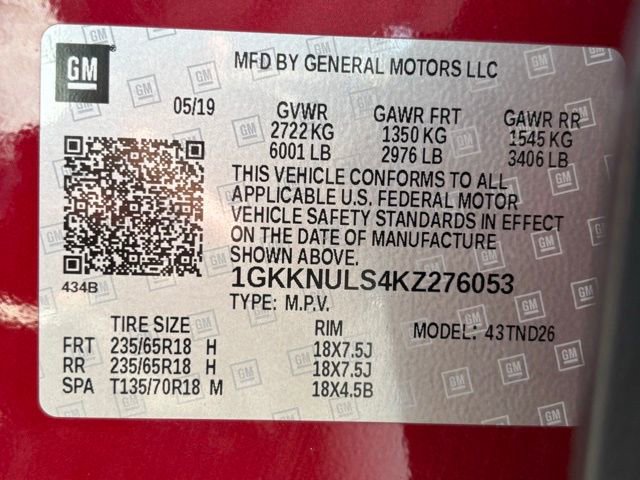 GM
MFD BY GENERAL MOTORS LLC
05/19
GVWR GAWR FRT GAWR RR
2722 KG 1350 KG 1545 KG
6001 LB 2976 LB 3406 LB
THIS VEHICLE CONFORMS TO ALL
APPLICABLE U.S. FEDERAL MOTOR
VEHICLE SAFETY STANDARDS IN EFFECT
ON THE DATE OF MANUFACTURE
SHOWN ABOVE.
434B
1GKKNULS4KZ276053
TYPE: M.P.V.
TIRE SIZE RIM MODEL: 43TND26
FRT 235/65R18 H 18X7.5J
RR 235/65R18 H 18X7.5J
SPA T135/70R18 M 18X4.5B